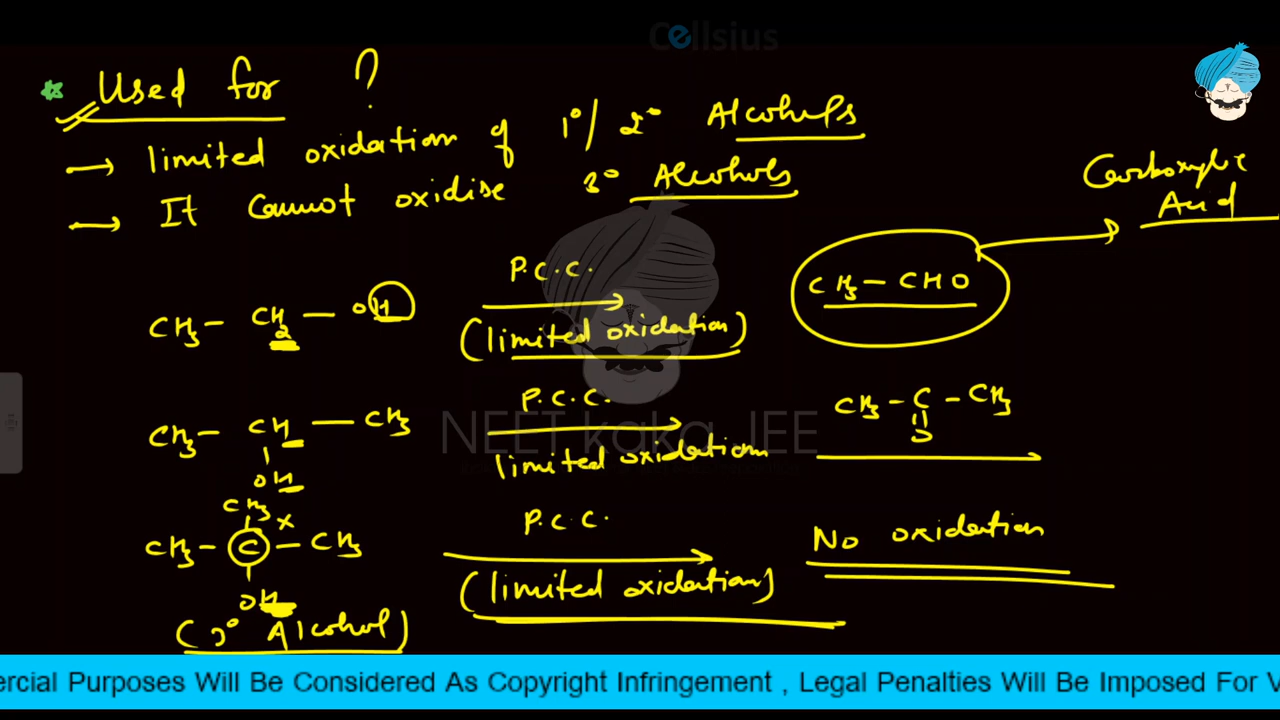 Cellsius
Used for ?
→ limited oxidation of 1°/2° Alcohols
→ It cannot oxidise 3° Alcohols
Carboxylic
Acid
CH3 - CH2 - OH
P.C.C.
(limited oxidation)
CH3 - CHO
CH3 - CH - CH3
OH
P.C.C.
limited oxidation
CH3 - C - CH3
O
NEET kaka JEE
CH3
CH3 - C - CH3
x
OH
P.C.C.
(limited oxidation)
No oxidation
(3° Alcohol)
ercial Purposes Will Be Considered As Copyright Infringement , Legal Penalties Will Be Imposed For V